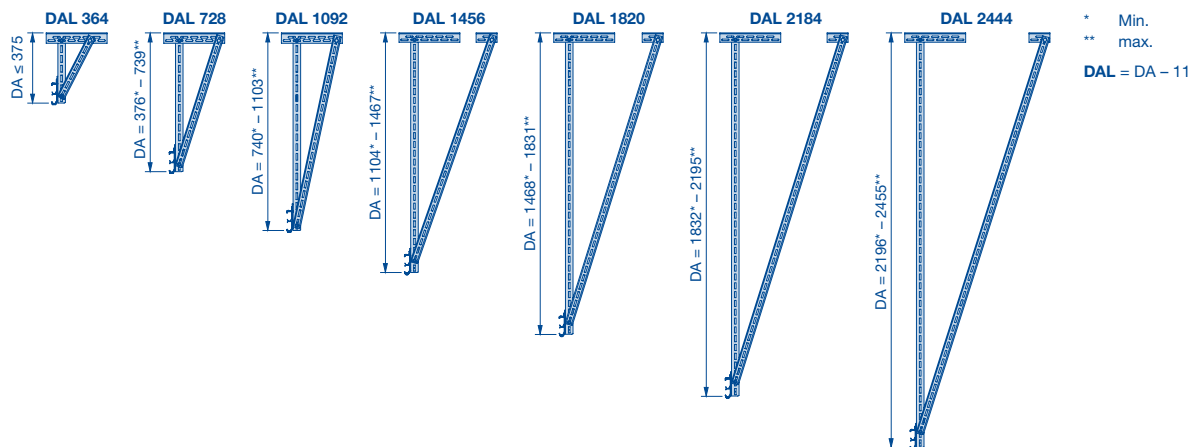 DAL 364
DAL 728
DAL 1092
DAL 1456
DAL 1820
DAL 2184
DAL 2444
* Min.
** max.
DAL = DA – 11
DA ≤ 375
DA = 376* – 739**
DA = 740* – 1103**
DA = 1104* – 1467**
DA = 1468* – 1831**
DA = 1832* – 2195**
DA = 2196* – 2455**